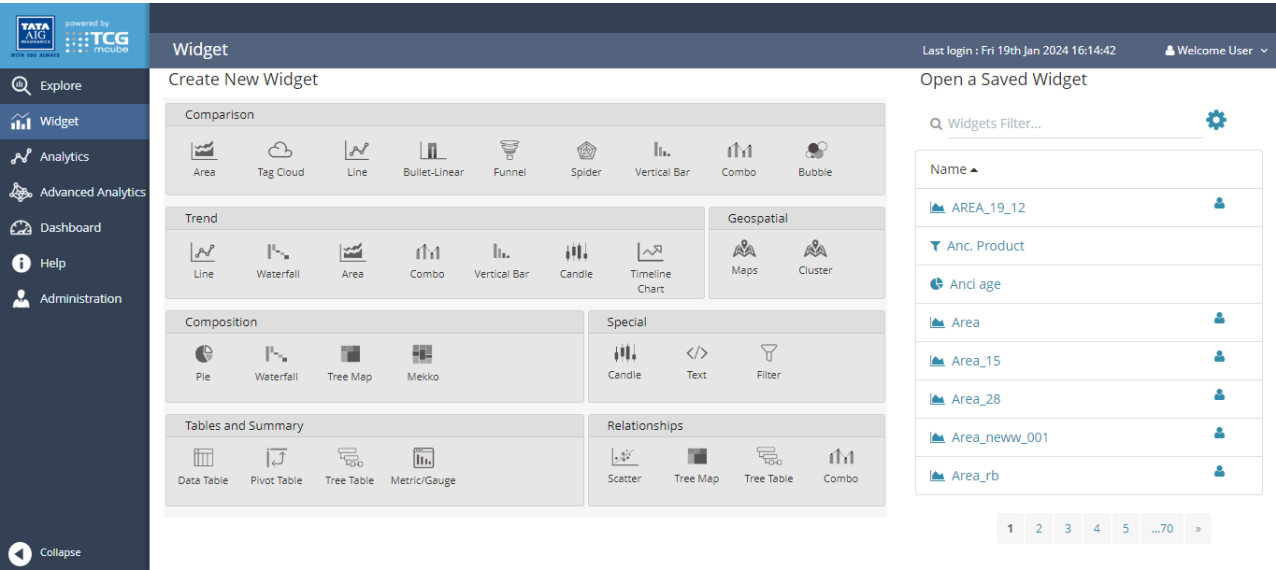 TATA
AIG
INSURANCE
WITH YOU ALWAYS
powered by
TCG
mcube
Widget
Last login : Fri 19th Jan 2024 16:14:42
Welcome User
Explore
Widget
Analytics
Advanced Analytics
Dashboard
Help
Administration
Collapse
Create New Widget
Comparison
Area Tag Cloud Line Bullet-Linear Funnel Spider Vertical Bar Combo Bubble
Trend
Line Waterfall Area Combo Vertical Bar Candle Timeline
Chart
Geospatial
Maps Cluster
Composition
Pie Waterfall Tree Map Mekko
Special
Candle Text Filter
Tables and Summary
Data Table Pivot Table Tree Table Metric/Gauge
Relationships
Scatter Tree Map Tree Table Combo
Open a Saved Widget
Widgets Filter...
Name
AREA_19_12
Anc. Product
Anci age
Area
Area_15
Area_28
Area_neww_001
Area_rb
1 2 3 4 5 ...70 »